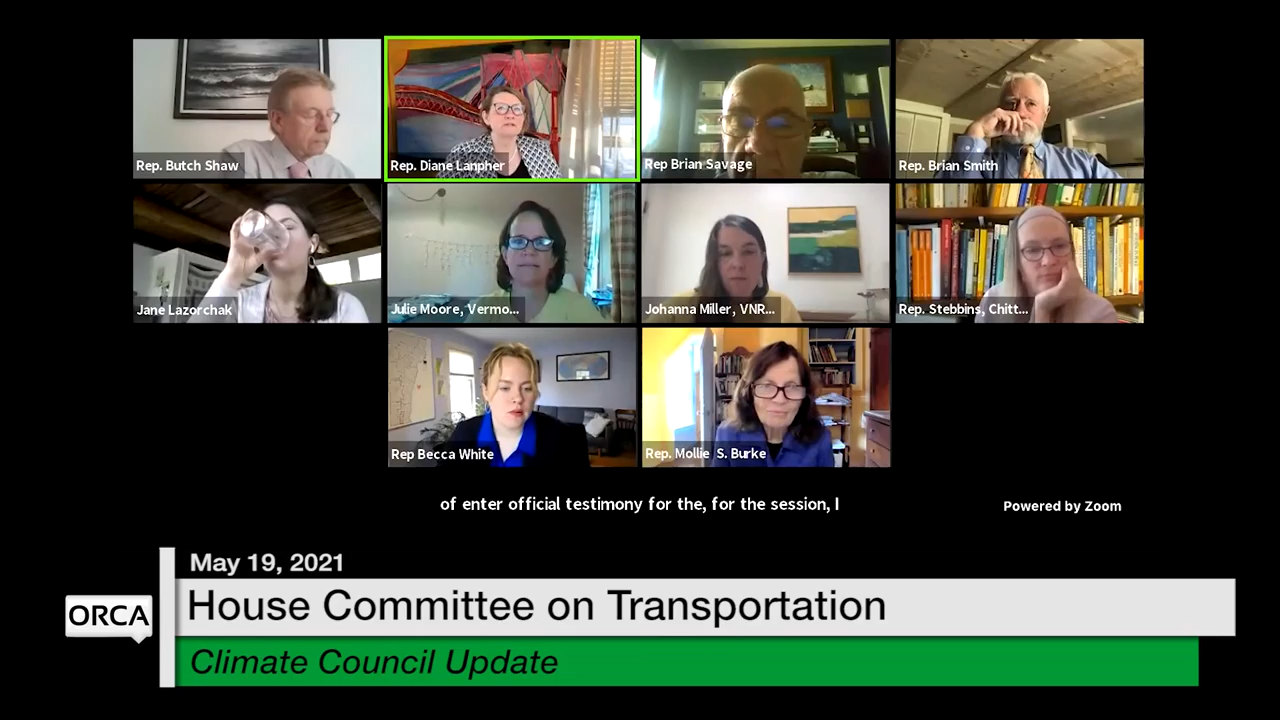 Rep. Butch Shaw
Rep. Diane Lanpher
Rep Brian Savage
Rep. Brian Smith
Jane Lazorchak
Julie Moore, Vermo...
Johanna Miller, VNR...
Rep. Stebbins, Chitt...
Rep Becca White
Rep. Mollie S. Burke
of enter official testimony for the, for the session, I
Powered by Zoom
May 19, 2021
ORCA
House Committee on Transportation
Climate Council Update